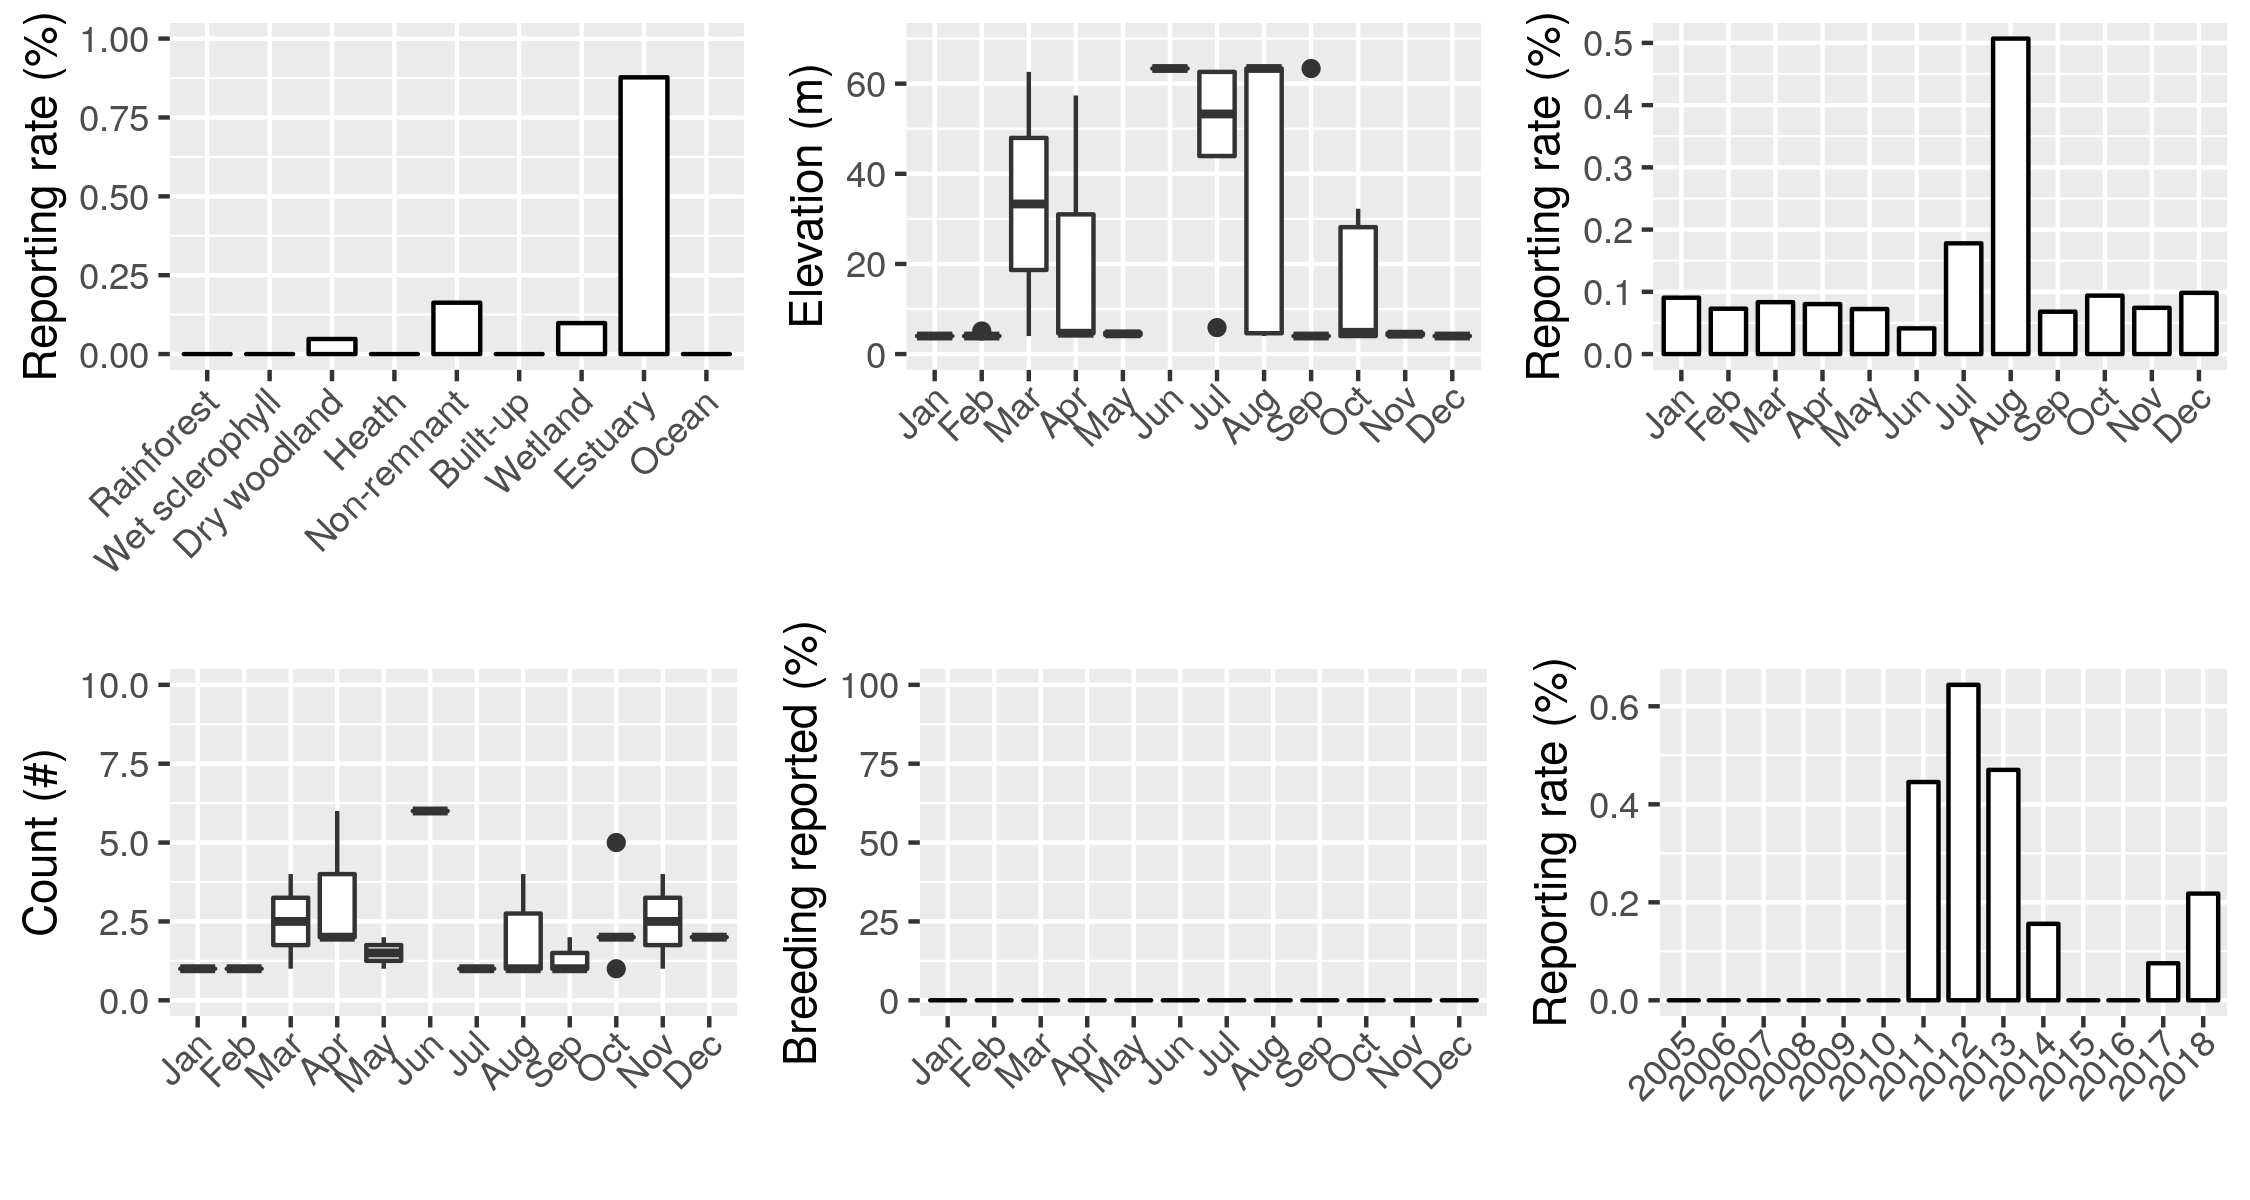 Reporting rate (%)
1.00
0.75
0.50
0.25
0.00
Rainforest
Wet sclerophyll
Dry woodland
Heath
Non-remnant
Built-up
Wetland
Estuary
Ocean
Elevation (m)
60
40
20
0
Jan
Feb
Mar
Apr
May
Jun
Jul
Aug
Sep
Oct
Nov
Dec
Reporting rate (%)
0.5
0.4
0.3
0.2
0.1
0.0
Jan
Feb
Mar
Apr
May
Jun
Jul
Aug
Sep
Oct
Nov
Dec
Count (#)
10.0
7.5
5.0
2.5
0.0
Jan
Feb
Mar
Apr
May
Jun
Jul
Aug
Sep
Oct
Nov
Dec
Breeding reported (%)
100
75
50
25
0
Jan
Feb
Mar
Apr
May
Jun
Jul
Aug
Sep
Oct
Nov
Dec
Reporting rate (%)
0.6
0.4
0.2
0.0
2005
2006
2007
2008
2009
2010
2011
2012
2013
2014
2015
2016
2017
2018